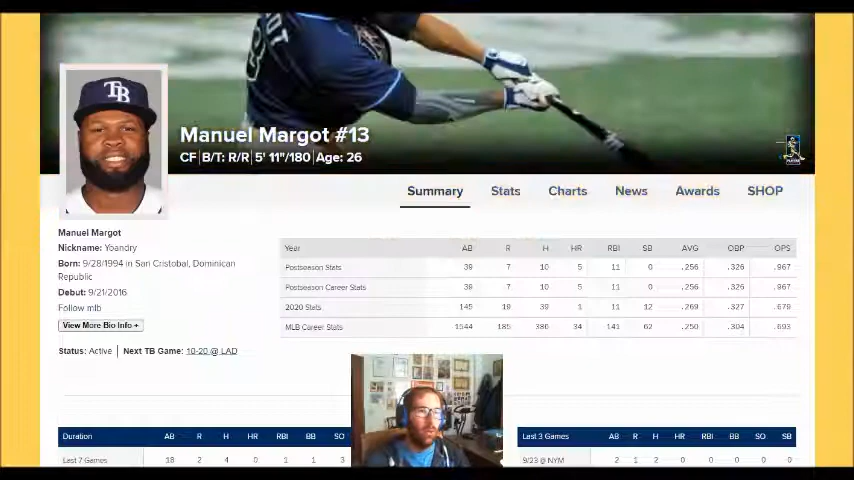 TB
Manuel Margot #13
CF | B/T: R/R | 5' 11"/180 | Age: 26
Summary Stats Charts News Awards SHOP
Manuel Margot
Nickname: Yoandry
Born: 9/28/1994 in San Cristobal, Dominican
Republic
Debut: 9/21/2016
Follow mlb
View More Bio Info +
Status: Active | Next TB Game: 10-20 @ LAD
Year AB R H HR RBI SB AVG OBP OPS
Postseason Stats 39 7 10 5 11 0 .256 .326 .967
Postseason Career Stats 39 7 10 5 11 0 .256 .326 .967
2020 Stats 145 19 39 1 11 12 .269 .327 .679
MLB Career Stats 1544 185 386 34 141 62 .250 .304 .693
Duration AB R H HR RBI BB SO
Last 7 Games 18 2 4 0 1 1 3
Last 3 Games AB R H HR RBI BB SO SB
9/23 @ NYM 2 1 2 0 0 0 0 0